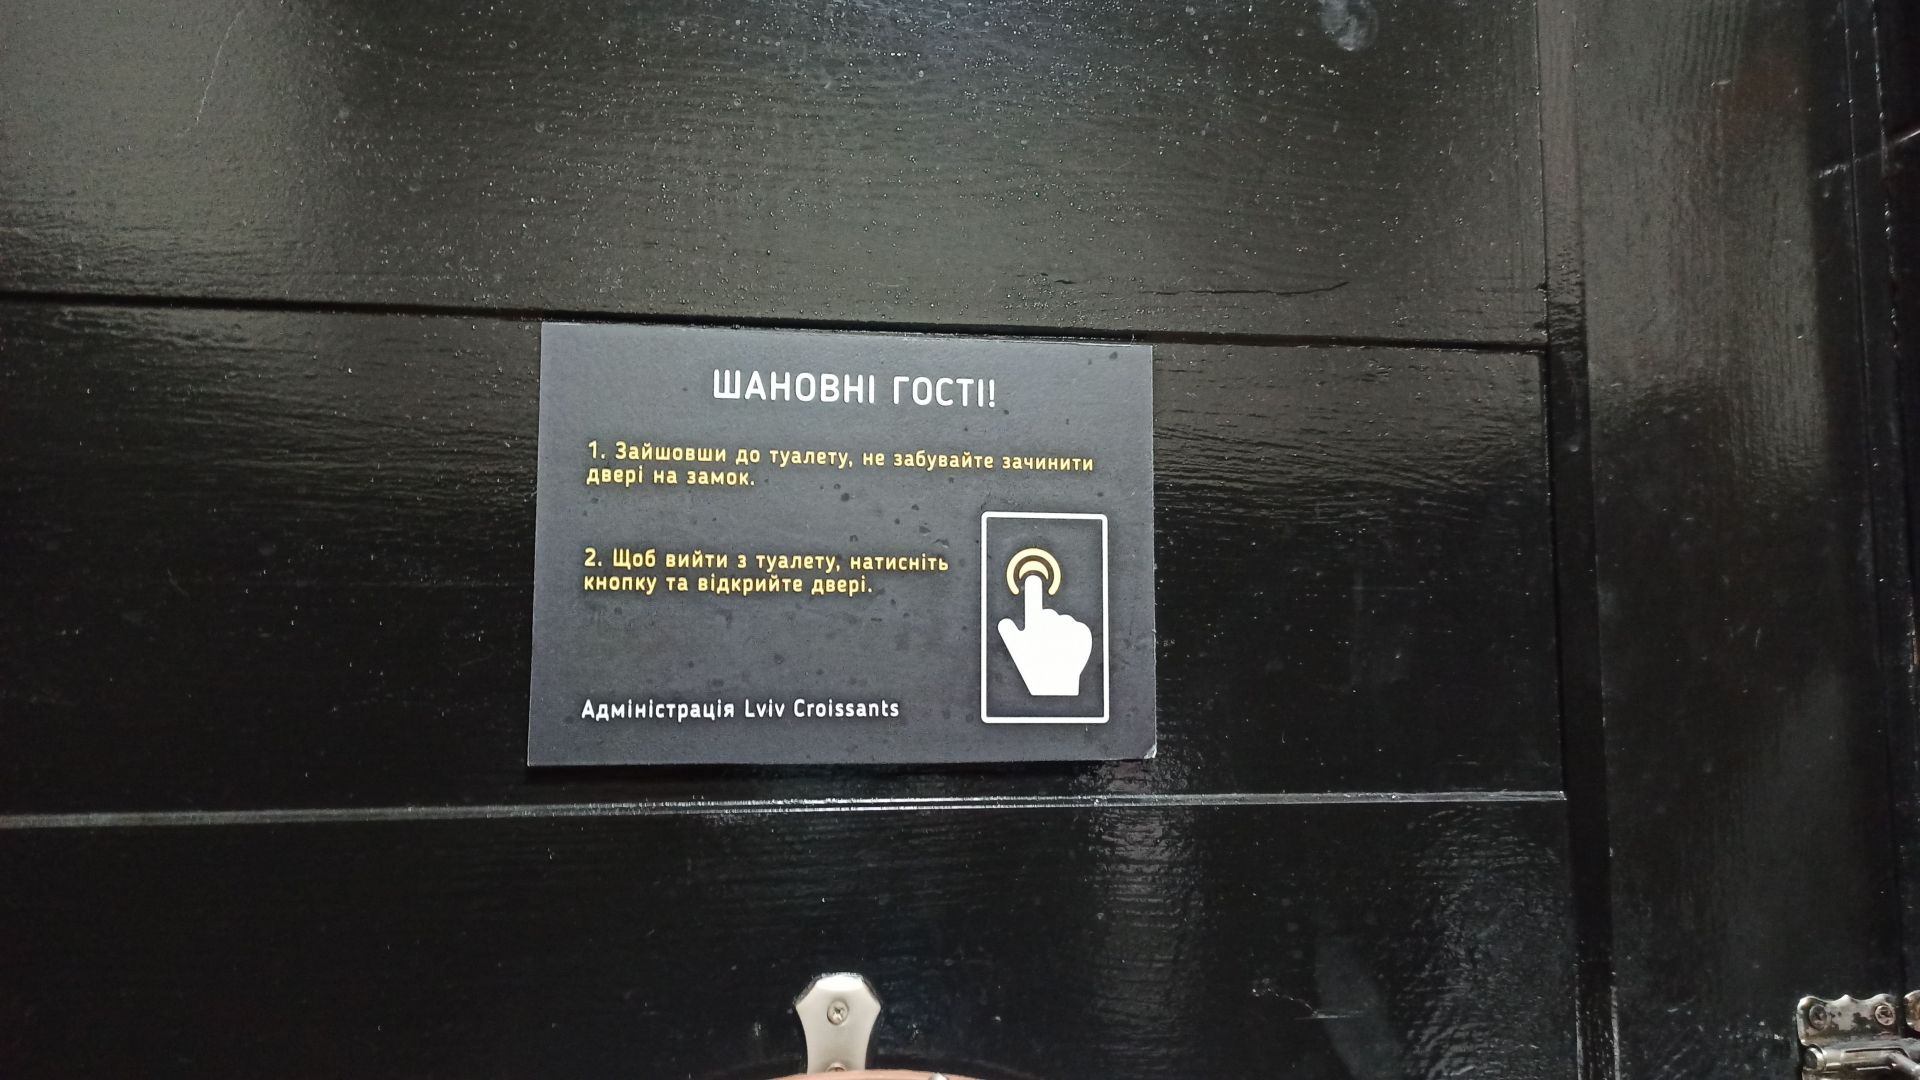 ШАНОВНІ ГОСТІ!
1. Зайшовши до туалету, не забувайте зачинити
двері на замок.
2. Щоб вийти з туалету, натисніть
кнопку та відкрийте двері.
Адміністрація Lviv Croissants